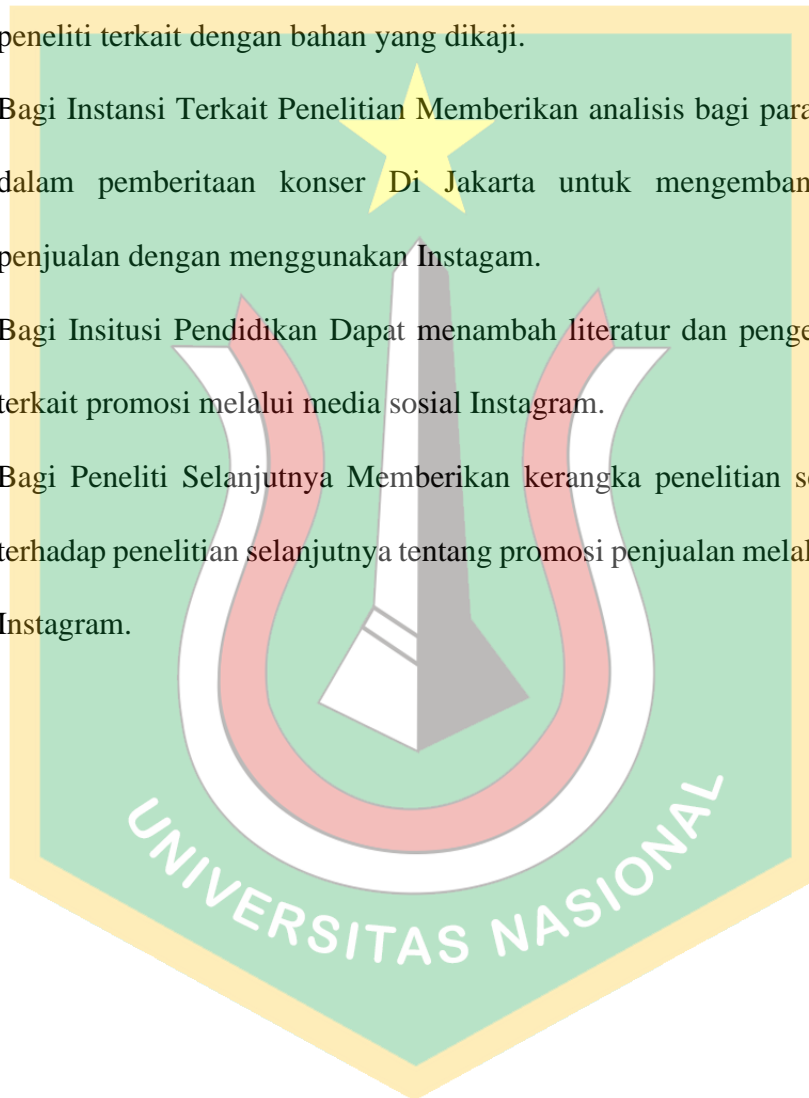 peneliti terkait dengan bahan yang dikaji.
Bagi Instansi Terkait Penelitian Memberikan analisis bagi para
dalam pemberitaan konser Di Jakarta untuk mengemban
penjualan dengan menggunakan Instagam.
Bagi Insitusi Pendidikan Dapat menambah literatur dan penge
terkait promosi melalui media sosial Instagram.
Bagi Peneliti Selanjutnya Memberikan kerangka penelitian se
terhadap penelitian selanjutnya tentang promosi penjualan melal
Instagram.
UNIVERSITAS NASIONAL